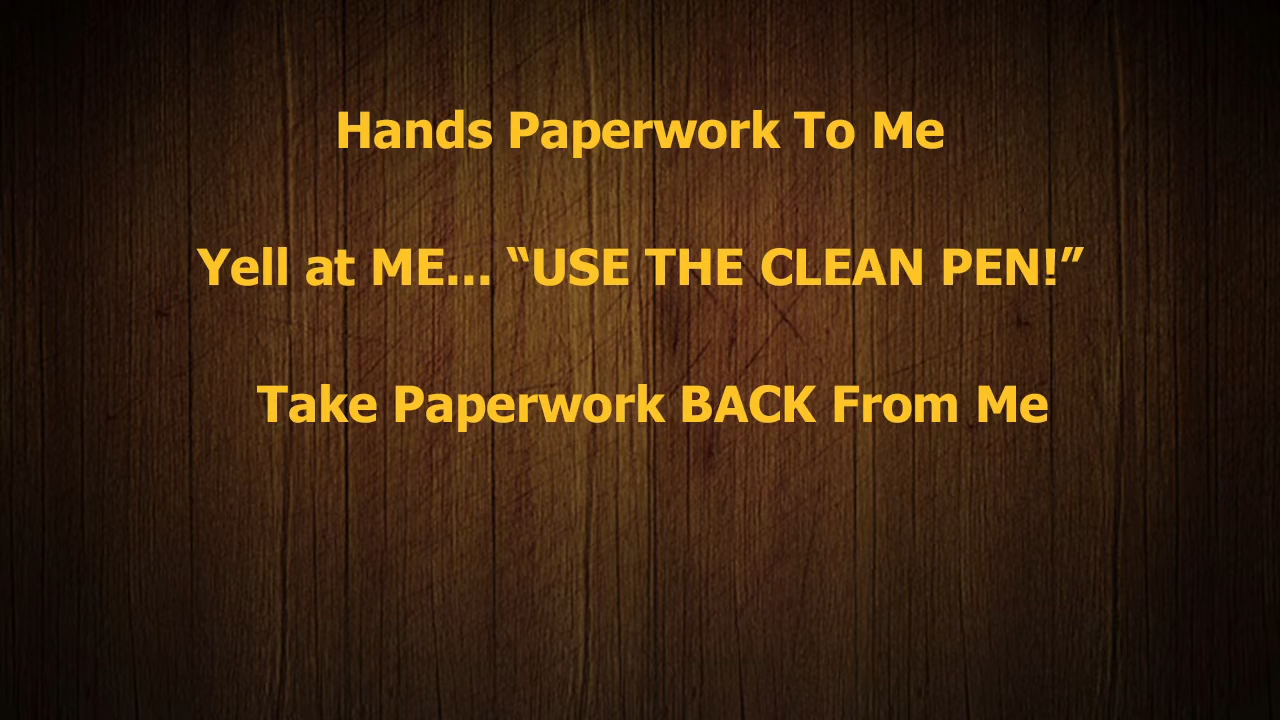 Hands Paperwork To Me
Yell at ME... “USE THE CLEAN PEN!”
Take Paperwork BACK From Me